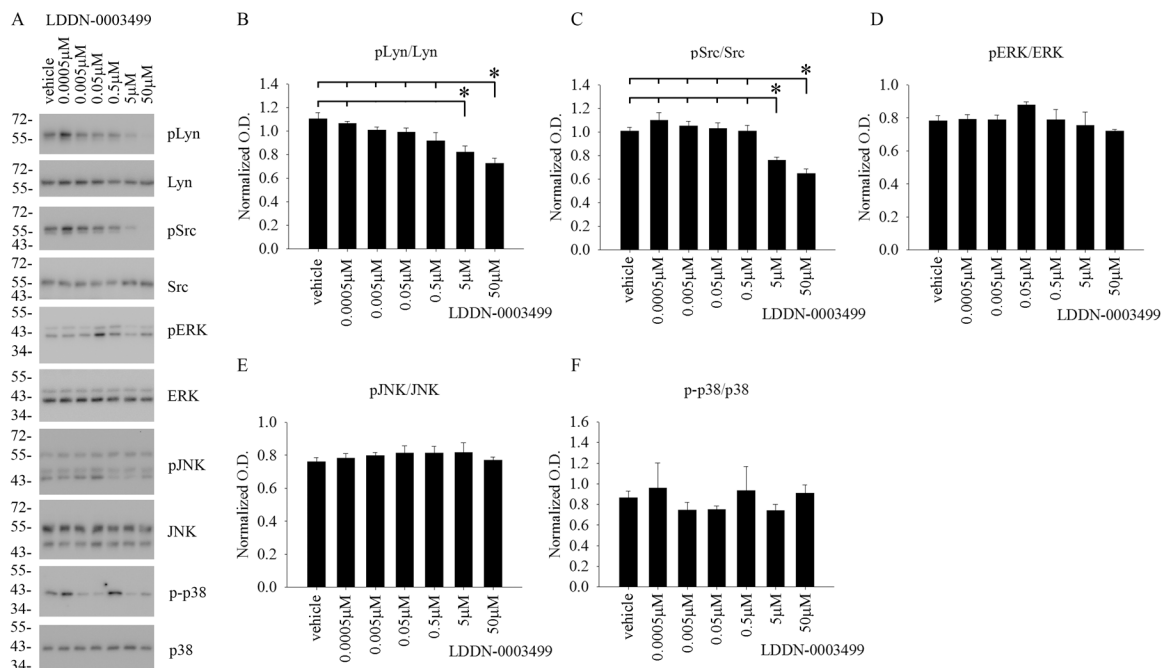 A
LDDN-0003499
vehicle
0.0005µM
0.005µM
0.05µM
0.5µM
5µM
50µM
72-
55-
pLyn
72-
55-
Lyn
72-
55-
43-
pSrc
72-
55-
43-
Src
55-
43-
34-
pERK
55-
43-
34-
ERK
72-
55-
43-
pJNK
72-
55-
43-
JNK
55-
43-
34-
p-p38
55-
43-
34-
p38
B
pLyn/Lyn
Normalized O.D.
1.4
1.2
1.0
0.8
0.6
0.4
0.2
0.0
*
*
vehicle
0.0005µM
0.005µM
0.05µM
0.5µM
5µM
50µM
LDDN-0003499
C
pSrc/Src
Normalized O.D.
1.4
1.2
1.0
0.8
0.6
0.4
0.2
0.0
*
*
vehicle
0.0005µM
0.005µM
0.05µM
0.5µM
5µM
50µM
LDDN-0003499
D
pERK/ERK
Normalized O.D.
1.0
0.8
0.6
0.4
0.2
0.0
vehicle
0.0005µM
0.005µM
0.05µM
0.5µM
5µM
50µM
LDDN-0003499
E
pJNK/JNK
Normalized O.D.
1.0
0.8
0.6
0.4
0.2
0.0
vehicle
0.0005µM
0.005µM
0.05µM
0.5µM
5µM
50µM
LDDN-0003499
F
p-p38/p38
Normalized O.D.
1.6
1.4
1.2
1.0
0.8
0.6
0.4
0.2
0.0
vehicle
0.0005µM
0.005µM
0.05µM
0.5µM
5µM
50µM
LDDN-0003499